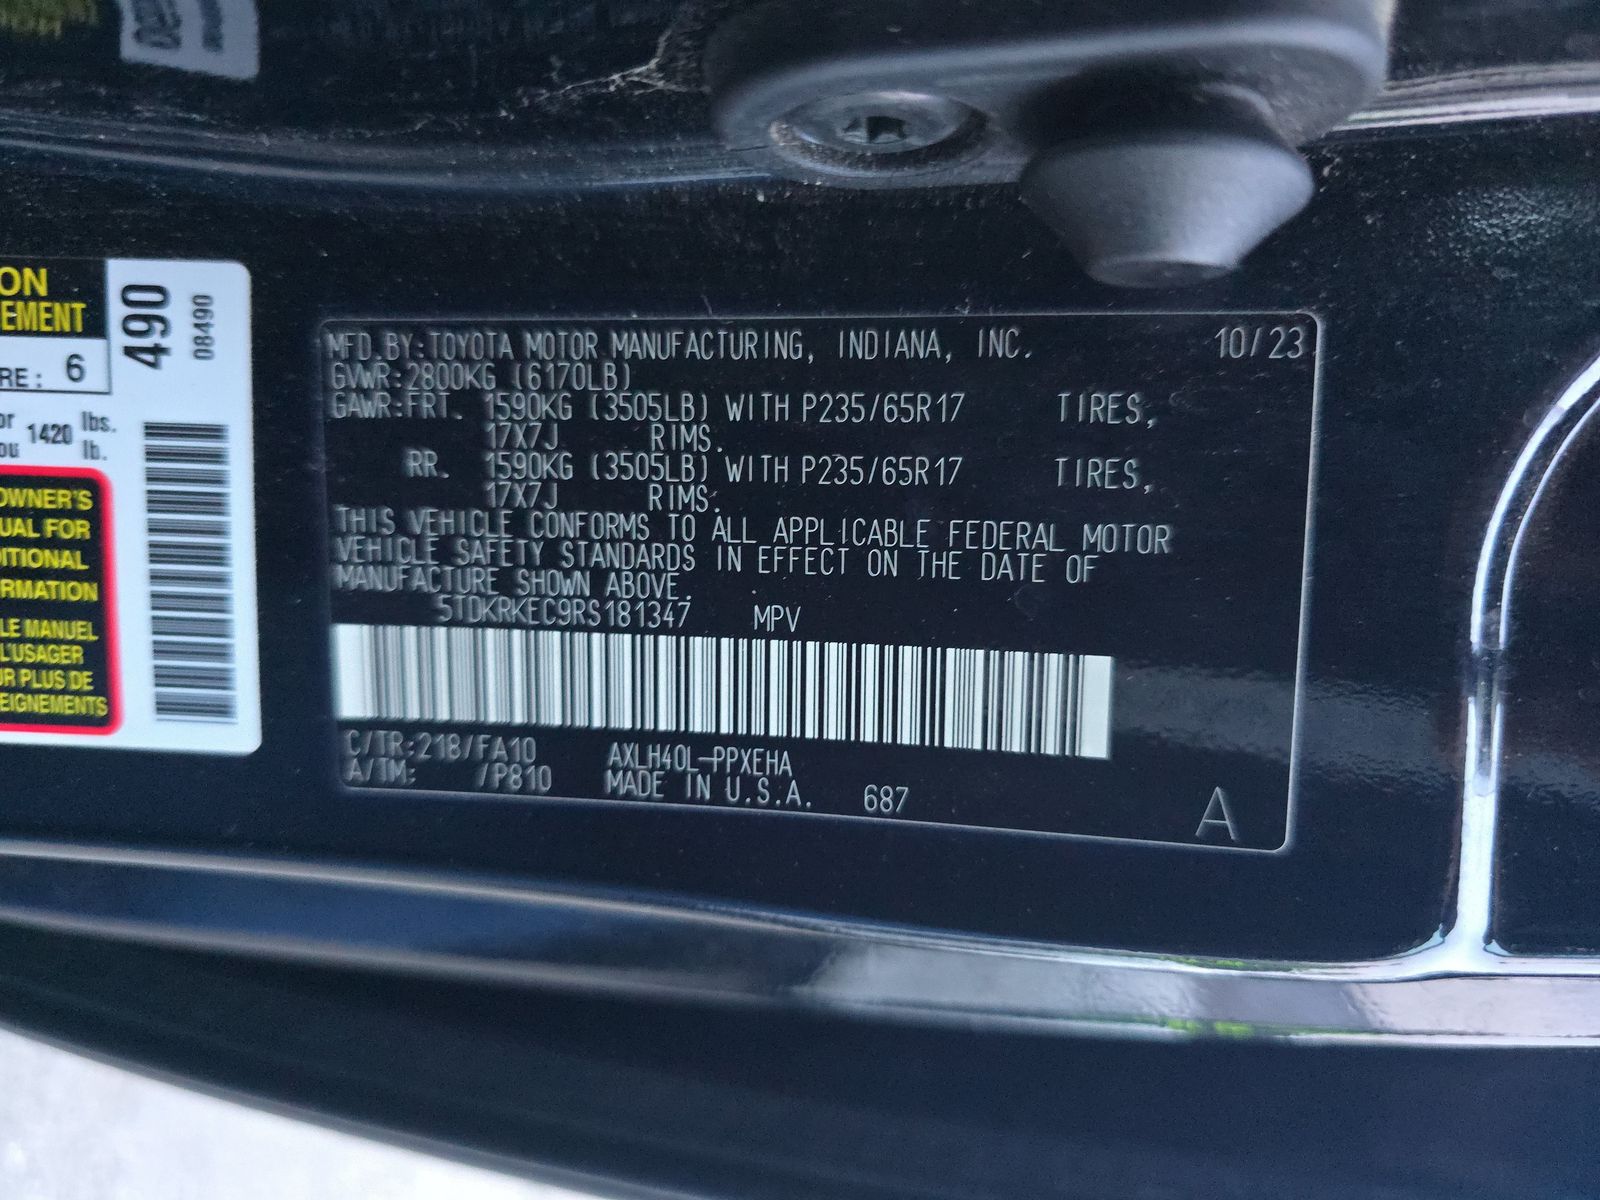 ON
EMENT
RE: 6
490
08490
or
ou 1420 lbs.
lb.
OWNER'S
UAL FOR
DITIONAL
ORMATION
LE MANUEL
L'USAGER
UR PLUS DE
EIGNEMENTS
MFD.BY:TOYOTA MOTOR MANUFACTURING, INDIANA, INC. 10/23
GVWR:2800KG (6170LB)
GAWR:FRT. 1590KG (3505LB) WITH P235/65R17 TIRES,
17X7J RIMS.
RR. 1590KG (3505LB) WITH P235/65R17 TIRES,
17X7J RIMS.
THIS VEHICLE CONFORMS TO ALL APPLICABLE FEDERAL MOTOR
VEHICLE SAFETY STANDARDS IN EFFECT ON THE DATE OF
MANUFACTURE SHOWN ABOVE.
5TDKRKEC9RS181347 MPV
C/TR:218/FA10 AXLH40L-PPXEHA
A/TM: /P810 MADE IN U.S.A. 687
A